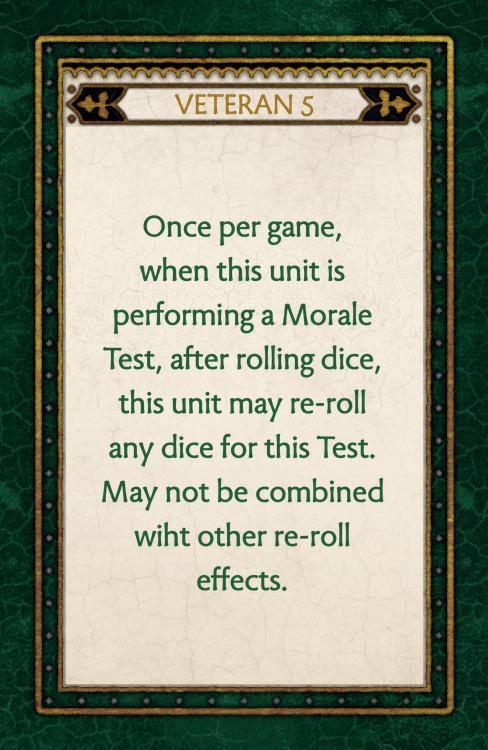 VETERAN 5
Once per game,
when this unit is
performing a Morale
Test, after rolling dice,
this unit may re-roll
any dice for this Test.
May not be combined
wiht other re-roll
effects.